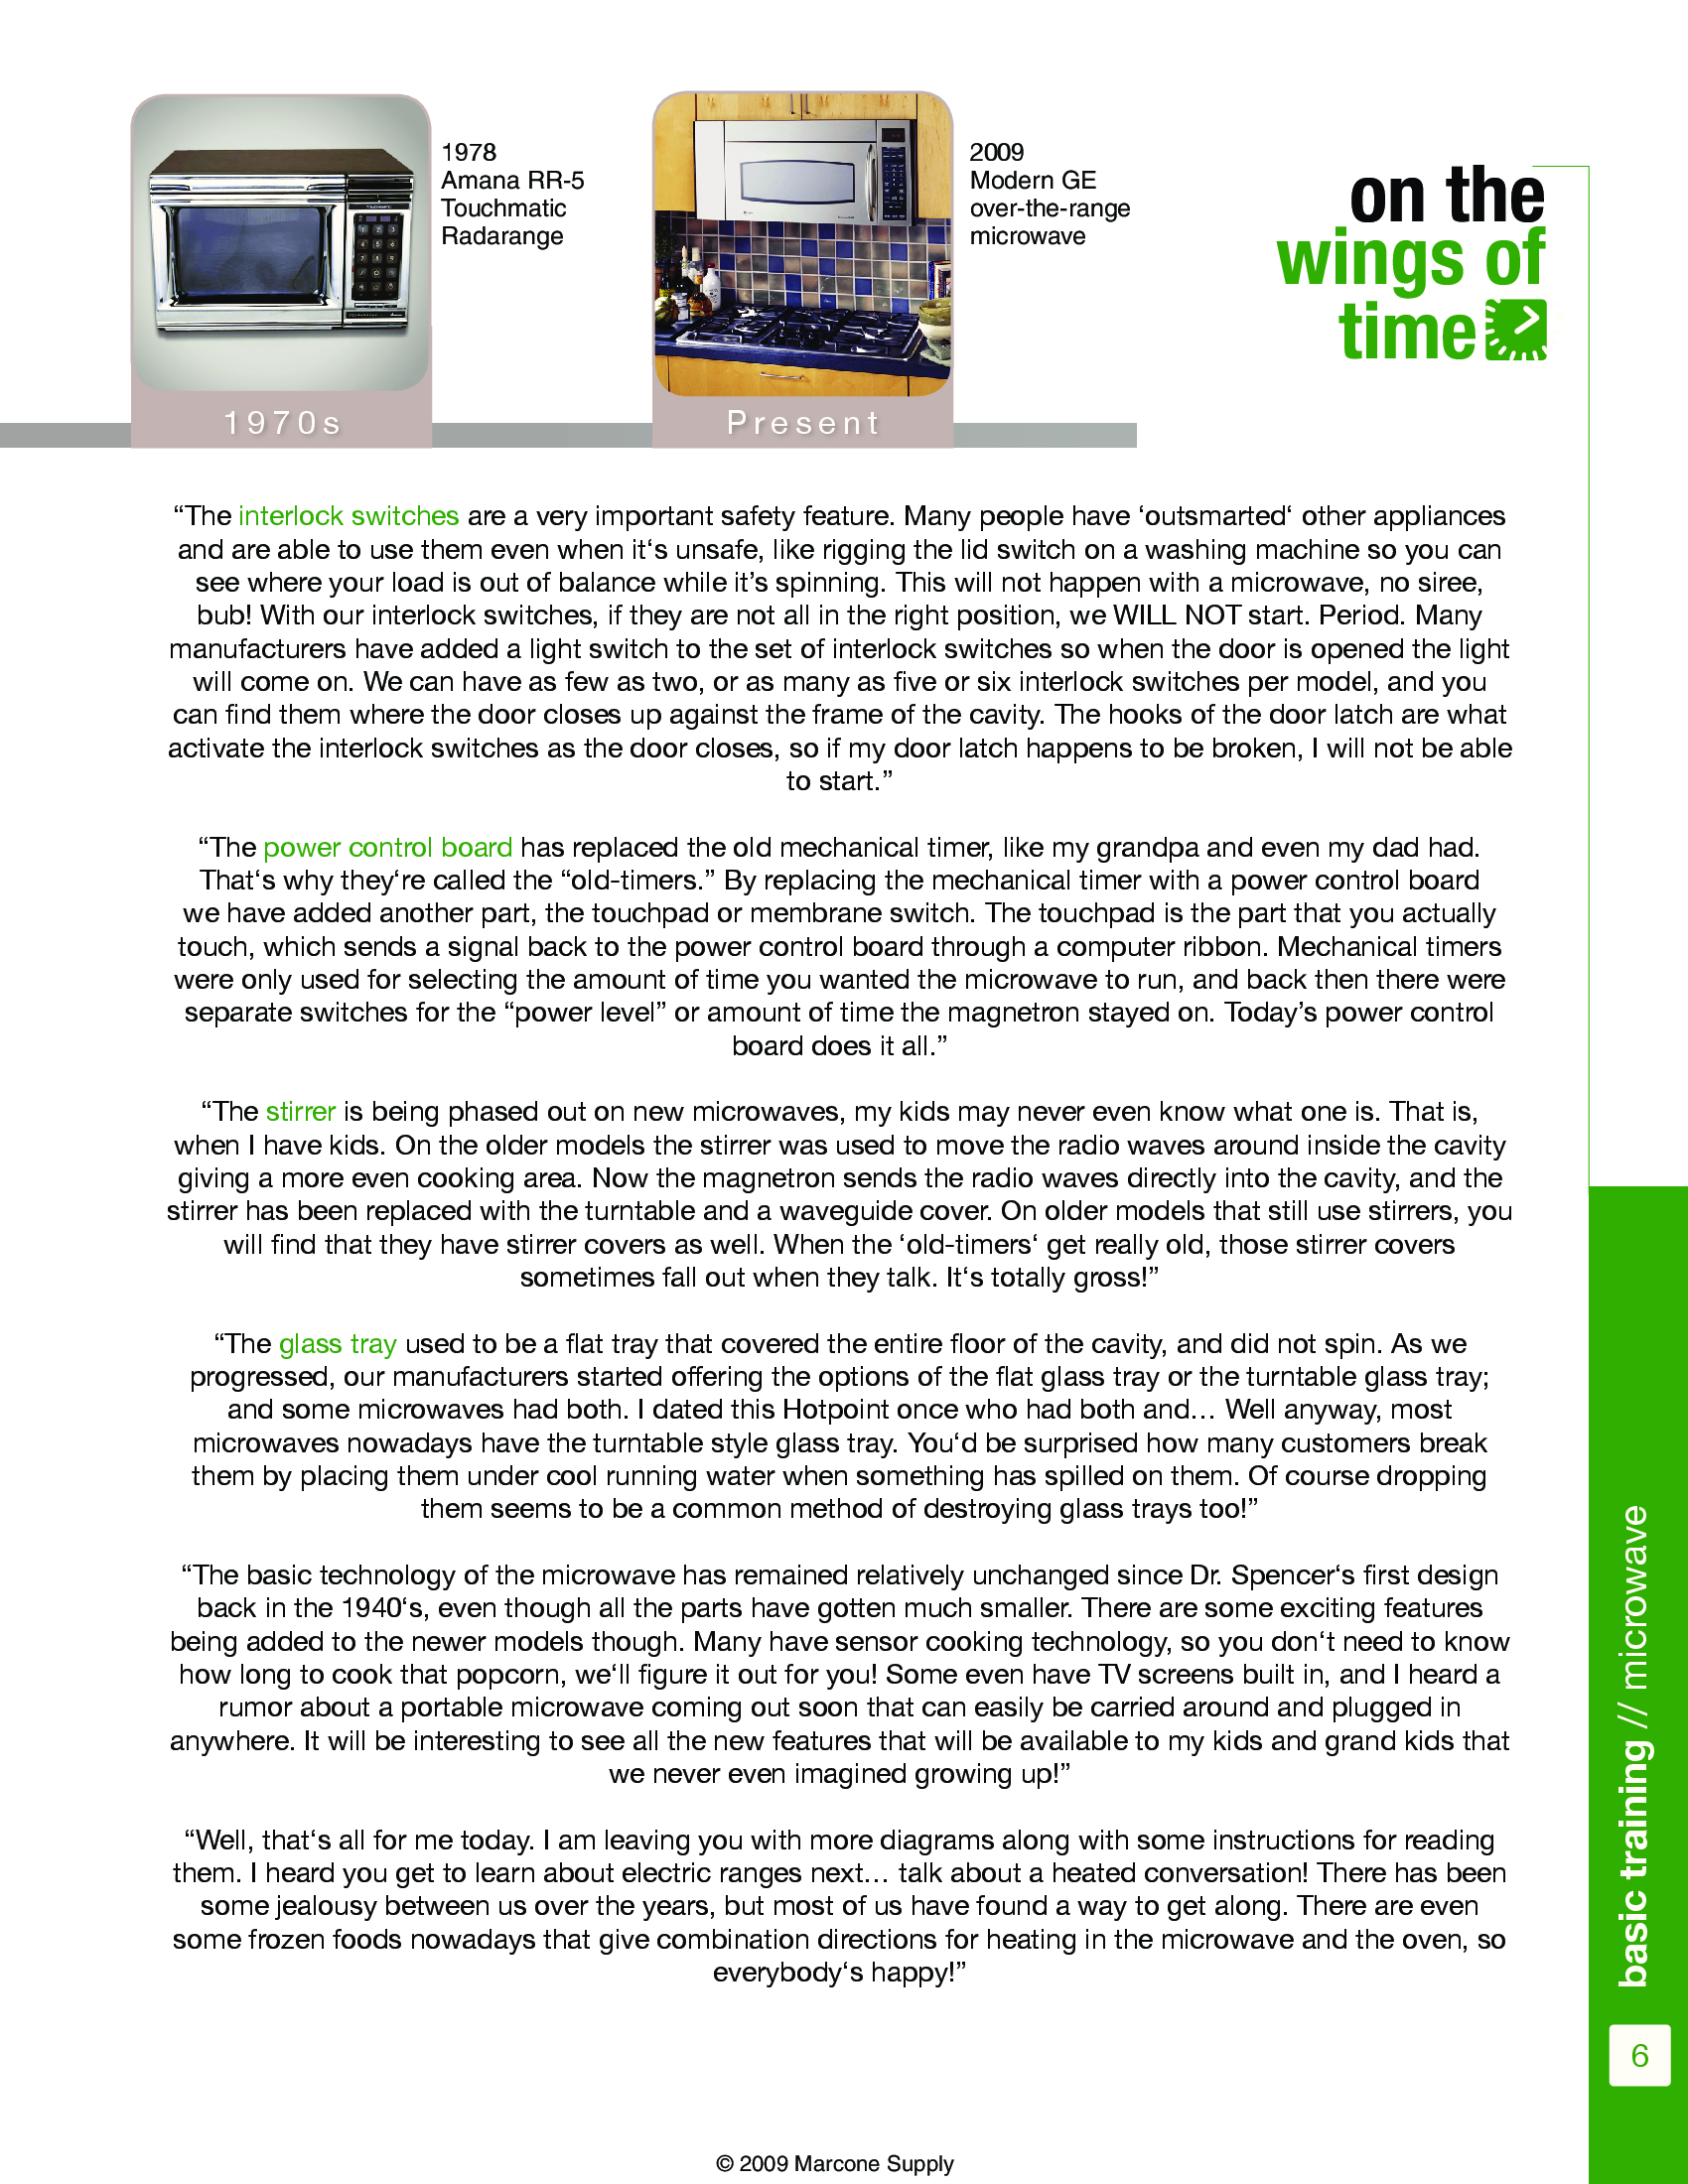 1978
Amana RR-5
Touchmatic
Radarange
2009
Modern GE
over-the-range
microwave
on the
wings of
time
1970s
Present
“The interlock switches are a very important safety feature. Many people have ‘outsmarted‘ other appliances
and are able to use them even when it‘s unsafe, like rigging the lid switch on a washing machine so you can
see where your load is out of balance while it’s spinning. This will not happen with a microwave, no siree,
bub! With our interlock switches, if they are not all in the right position, we WILL NOT start. Period. Many
manufacturers have added a light switch to the set of interlock switches so when the door is opened the light
will come on. We can have as few as two, or as many as five or six interlock switches per model, and you
can find them where the door closes up against the frame of the cavity. The hooks of the door latch are what
activate the interlock switches as the door closes, so if my door latch happens to be broken, I will not be able
to start.”
“The power control board has replaced the old mechanical timer, like my grandpa and even my dad had.
That‘s why they‘re called the “old-timers.” By replacing the mechanical timer with a power control board
we have added another part, the touchpad or membrane switch. The touchpad is the part that you actually
touch, which sends a signal back to the power control board through a computer ribbon. Mechanical timers
were only used for selecting the amount of time you wanted the microwave to run, and back then there were
separate switches for the “power level” or amount of time the magnetron stayed on. Today’s power control
board does it all.”
“The stirrer is being phased out on new microwaves, my kids may never even know what one is. That is,
when I have kids. On the older models the stirrer was used to move the radio waves around inside the cavity
giving a more even cooking area. Now the magnetron sends the radio waves directly into the cavity, and the
stirrer has been replaced with the turntable and a waveguide cover. On older models that still use stirrers, you
will find that they have stirrer covers as well. When the ‘old-timers‘ get really old, those stirrer covers
sometimes fall out when they talk. It‘s totally gross!”
“The glass tray used to be a flat tray that covered the entire floor of the cavity, and did not spin. As we
progressed, our manufacturers started offering the options of the flat glass tray or the turntable glass tray;
and some microwaves had both. I dated this Hotpoint once who had both and… Well anyway, most
microwaves nowadays have the turntable style glass tray. You‘d be surprised how many customers break
them by placing them under cool running water when something has spilled on them. Of course dropping
them seems to be a common method of destroying glass trays too!”
“The basic technology of the microwave has remained relatively unchanged since Dr. Spencer‘s first design
back in the 1940‘s, even though all the parts have gotten much smaller. There are some exciting features
being added to the newer models though. Many have sensor cooking technology, so you don‘t need to know
how long to cook that popcorn, we‘ll figure it out for you! Some even have TV screens built in, and I heard a
rumor about a portable microwave coming out soon that can easily be carried around and plugged in
anywhere. It will be interesting to see all the new features that will be available to my kids and grand kids that
we never even imagined growing up!”
“Well, that‘s all for me today. I am leaving you with more diagrams along with some instructions for reading
them. I heard you get to learn about electric ranges next… talk about a heated conversation! There has been
some jealousy between us over the years, but most of us have found a way to get along. There are even
some frozen foods nowadays that give combination directions for heating in the microwave and the oven, so
everybody‘s happy!”
basic training // microwave
6
© 2009 Marcone Supply